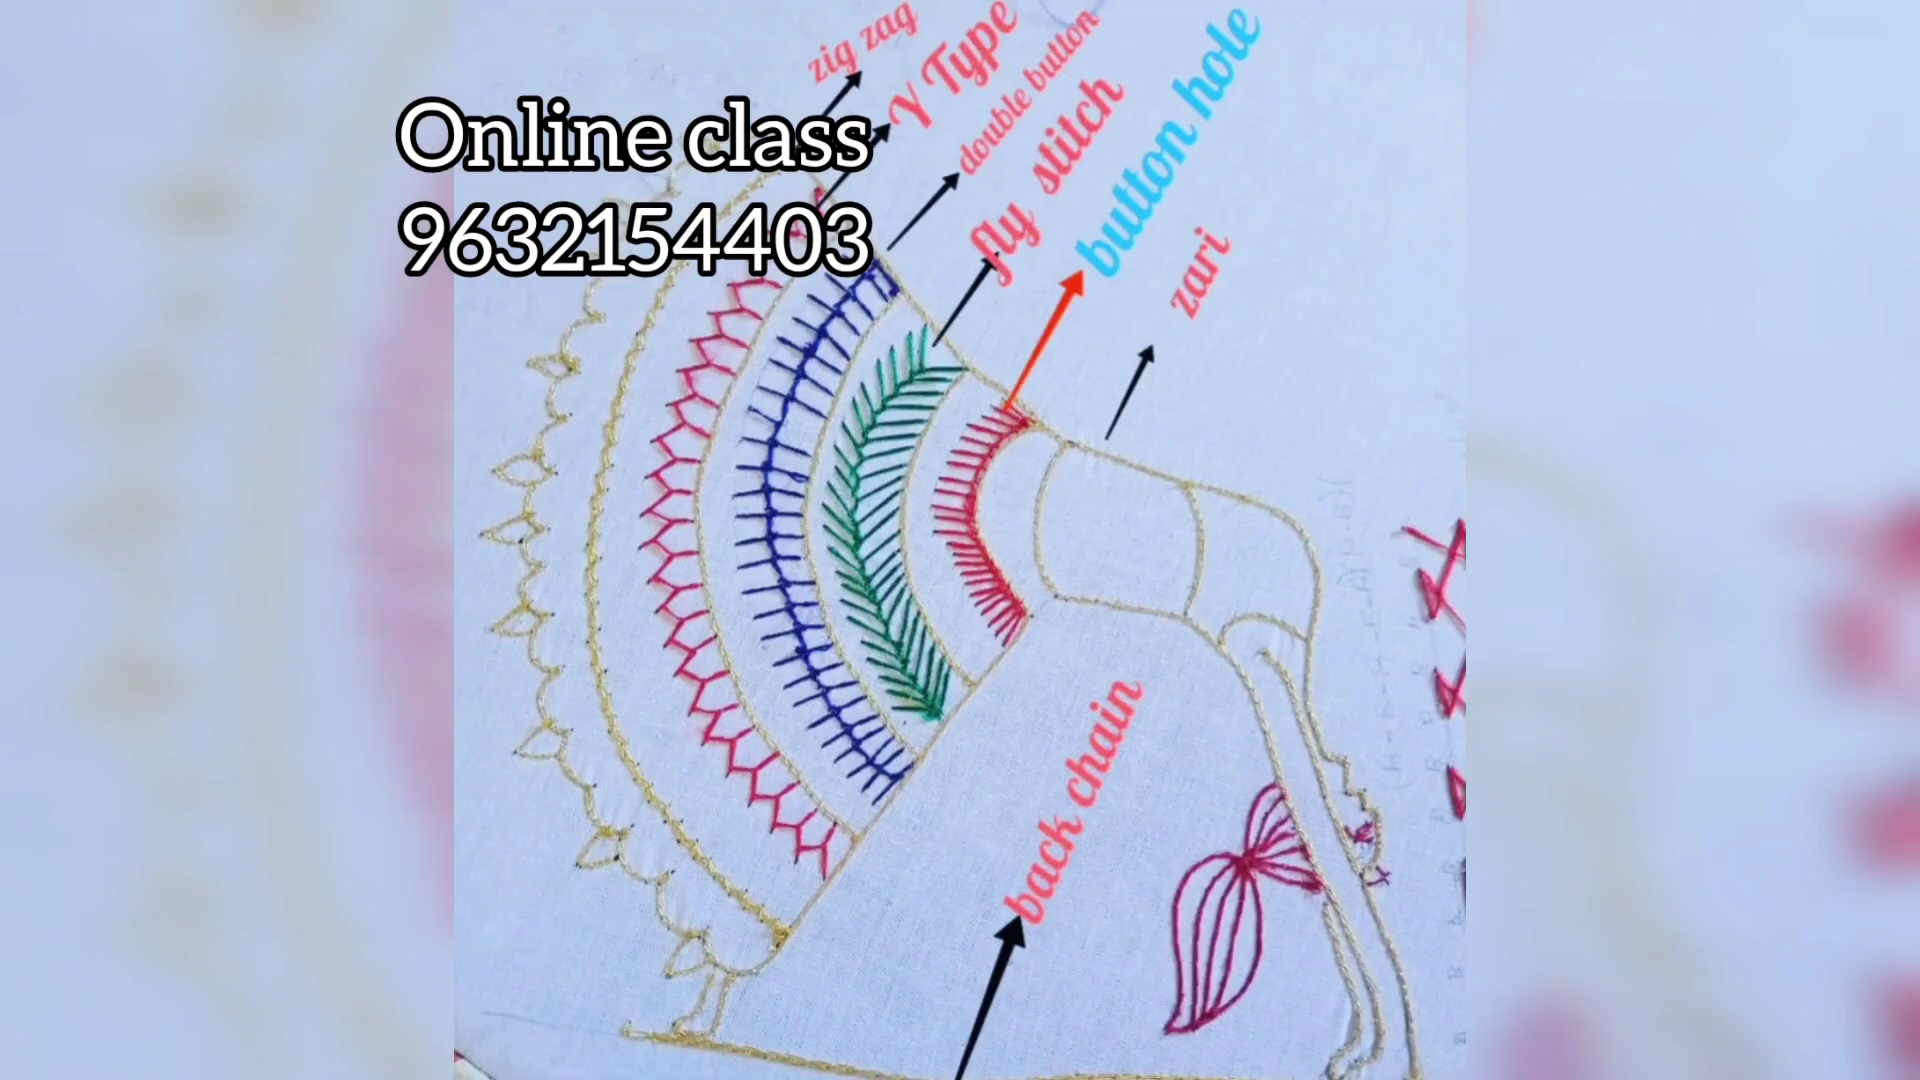 Online class
9632154403
zig zag
Y Type
double button
fly stitch
button hole
zari
back chain